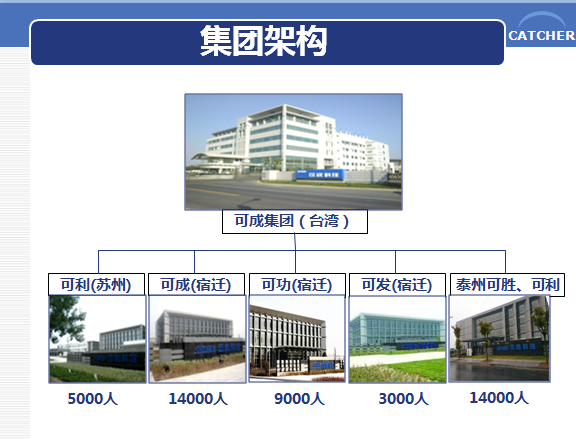 集团架构
CATCHER
可成集团（台湾）
可利(苏州)
可成(宿迁)
可功(宿迁)
可发(宿迁)
泰州可胜、可利
5000人
14000人
9000人
3000人
14000人